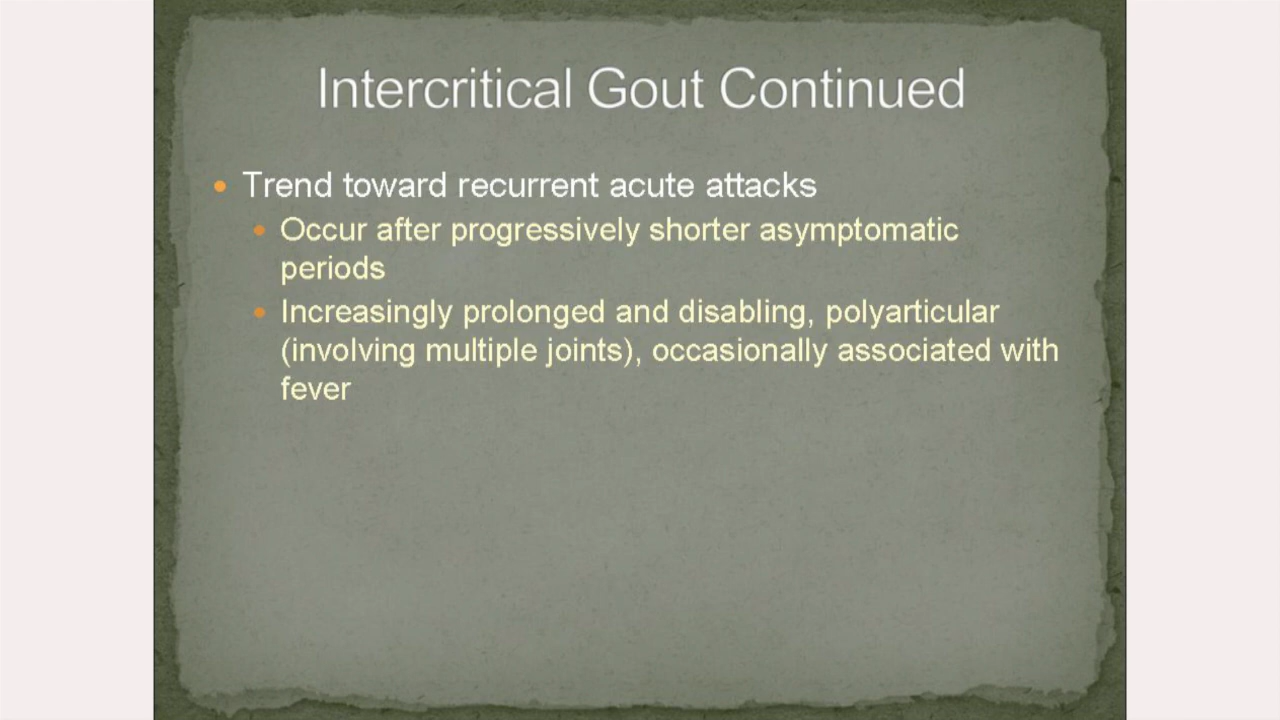 Intercritical Gout Continued
Trend toward recurrent acute attacks
Occur after progressively shorter asymptomatic
periods
Increasingly prolonged and disabling, polyarticular
(involving multiple joints), occasionally associated with
fever